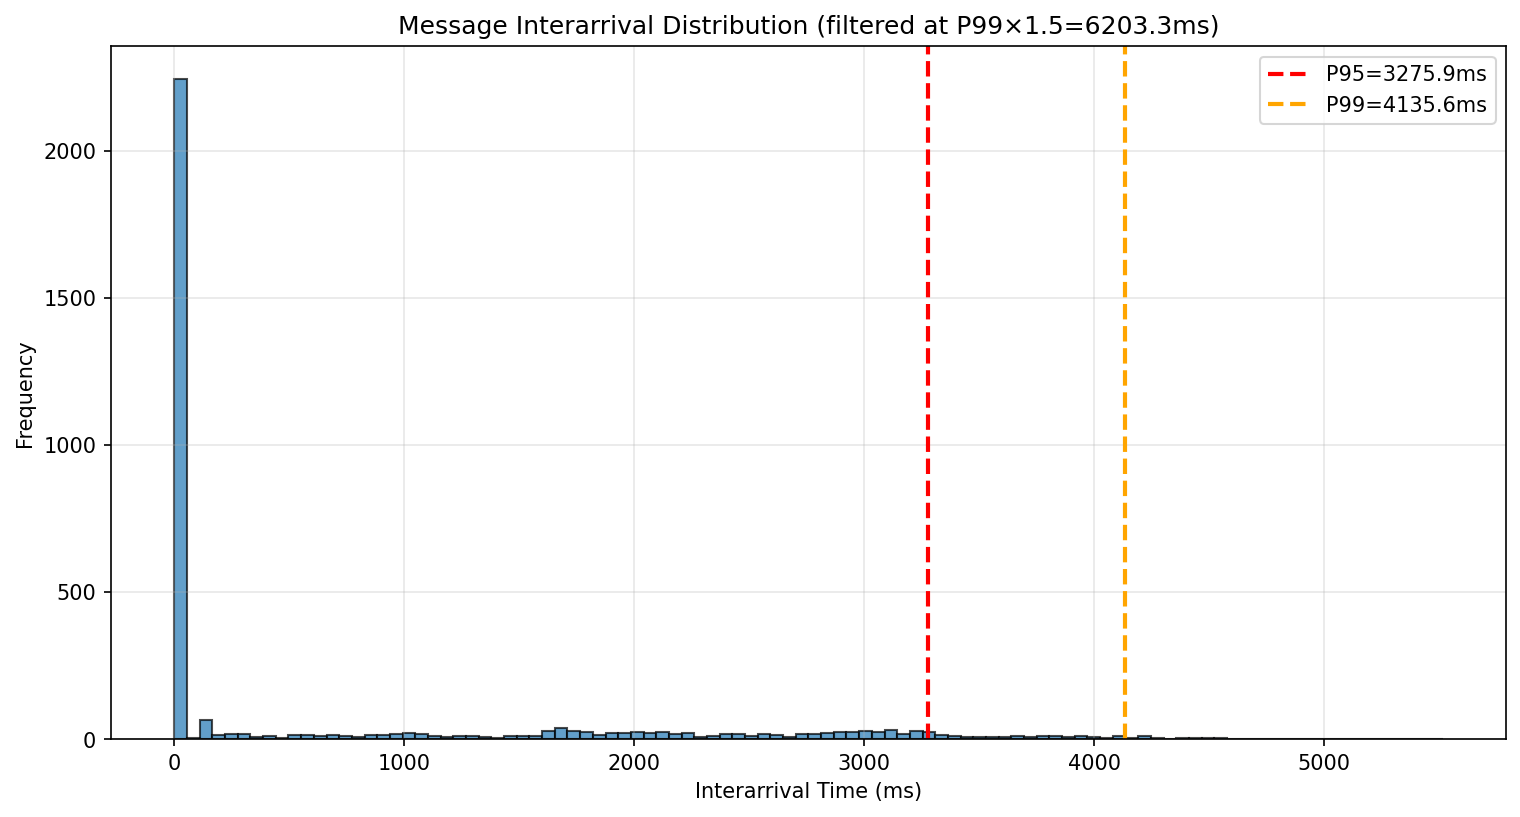 Message Interarrival Distribution (filtered at P99×1.5=6203.3ms)
P95=3275.9ms
P99=4135.6ms
Frequency
2000
1500
1000
500
0
0 1000 2000 3000 4000 5000
Interarrival Time (ms)